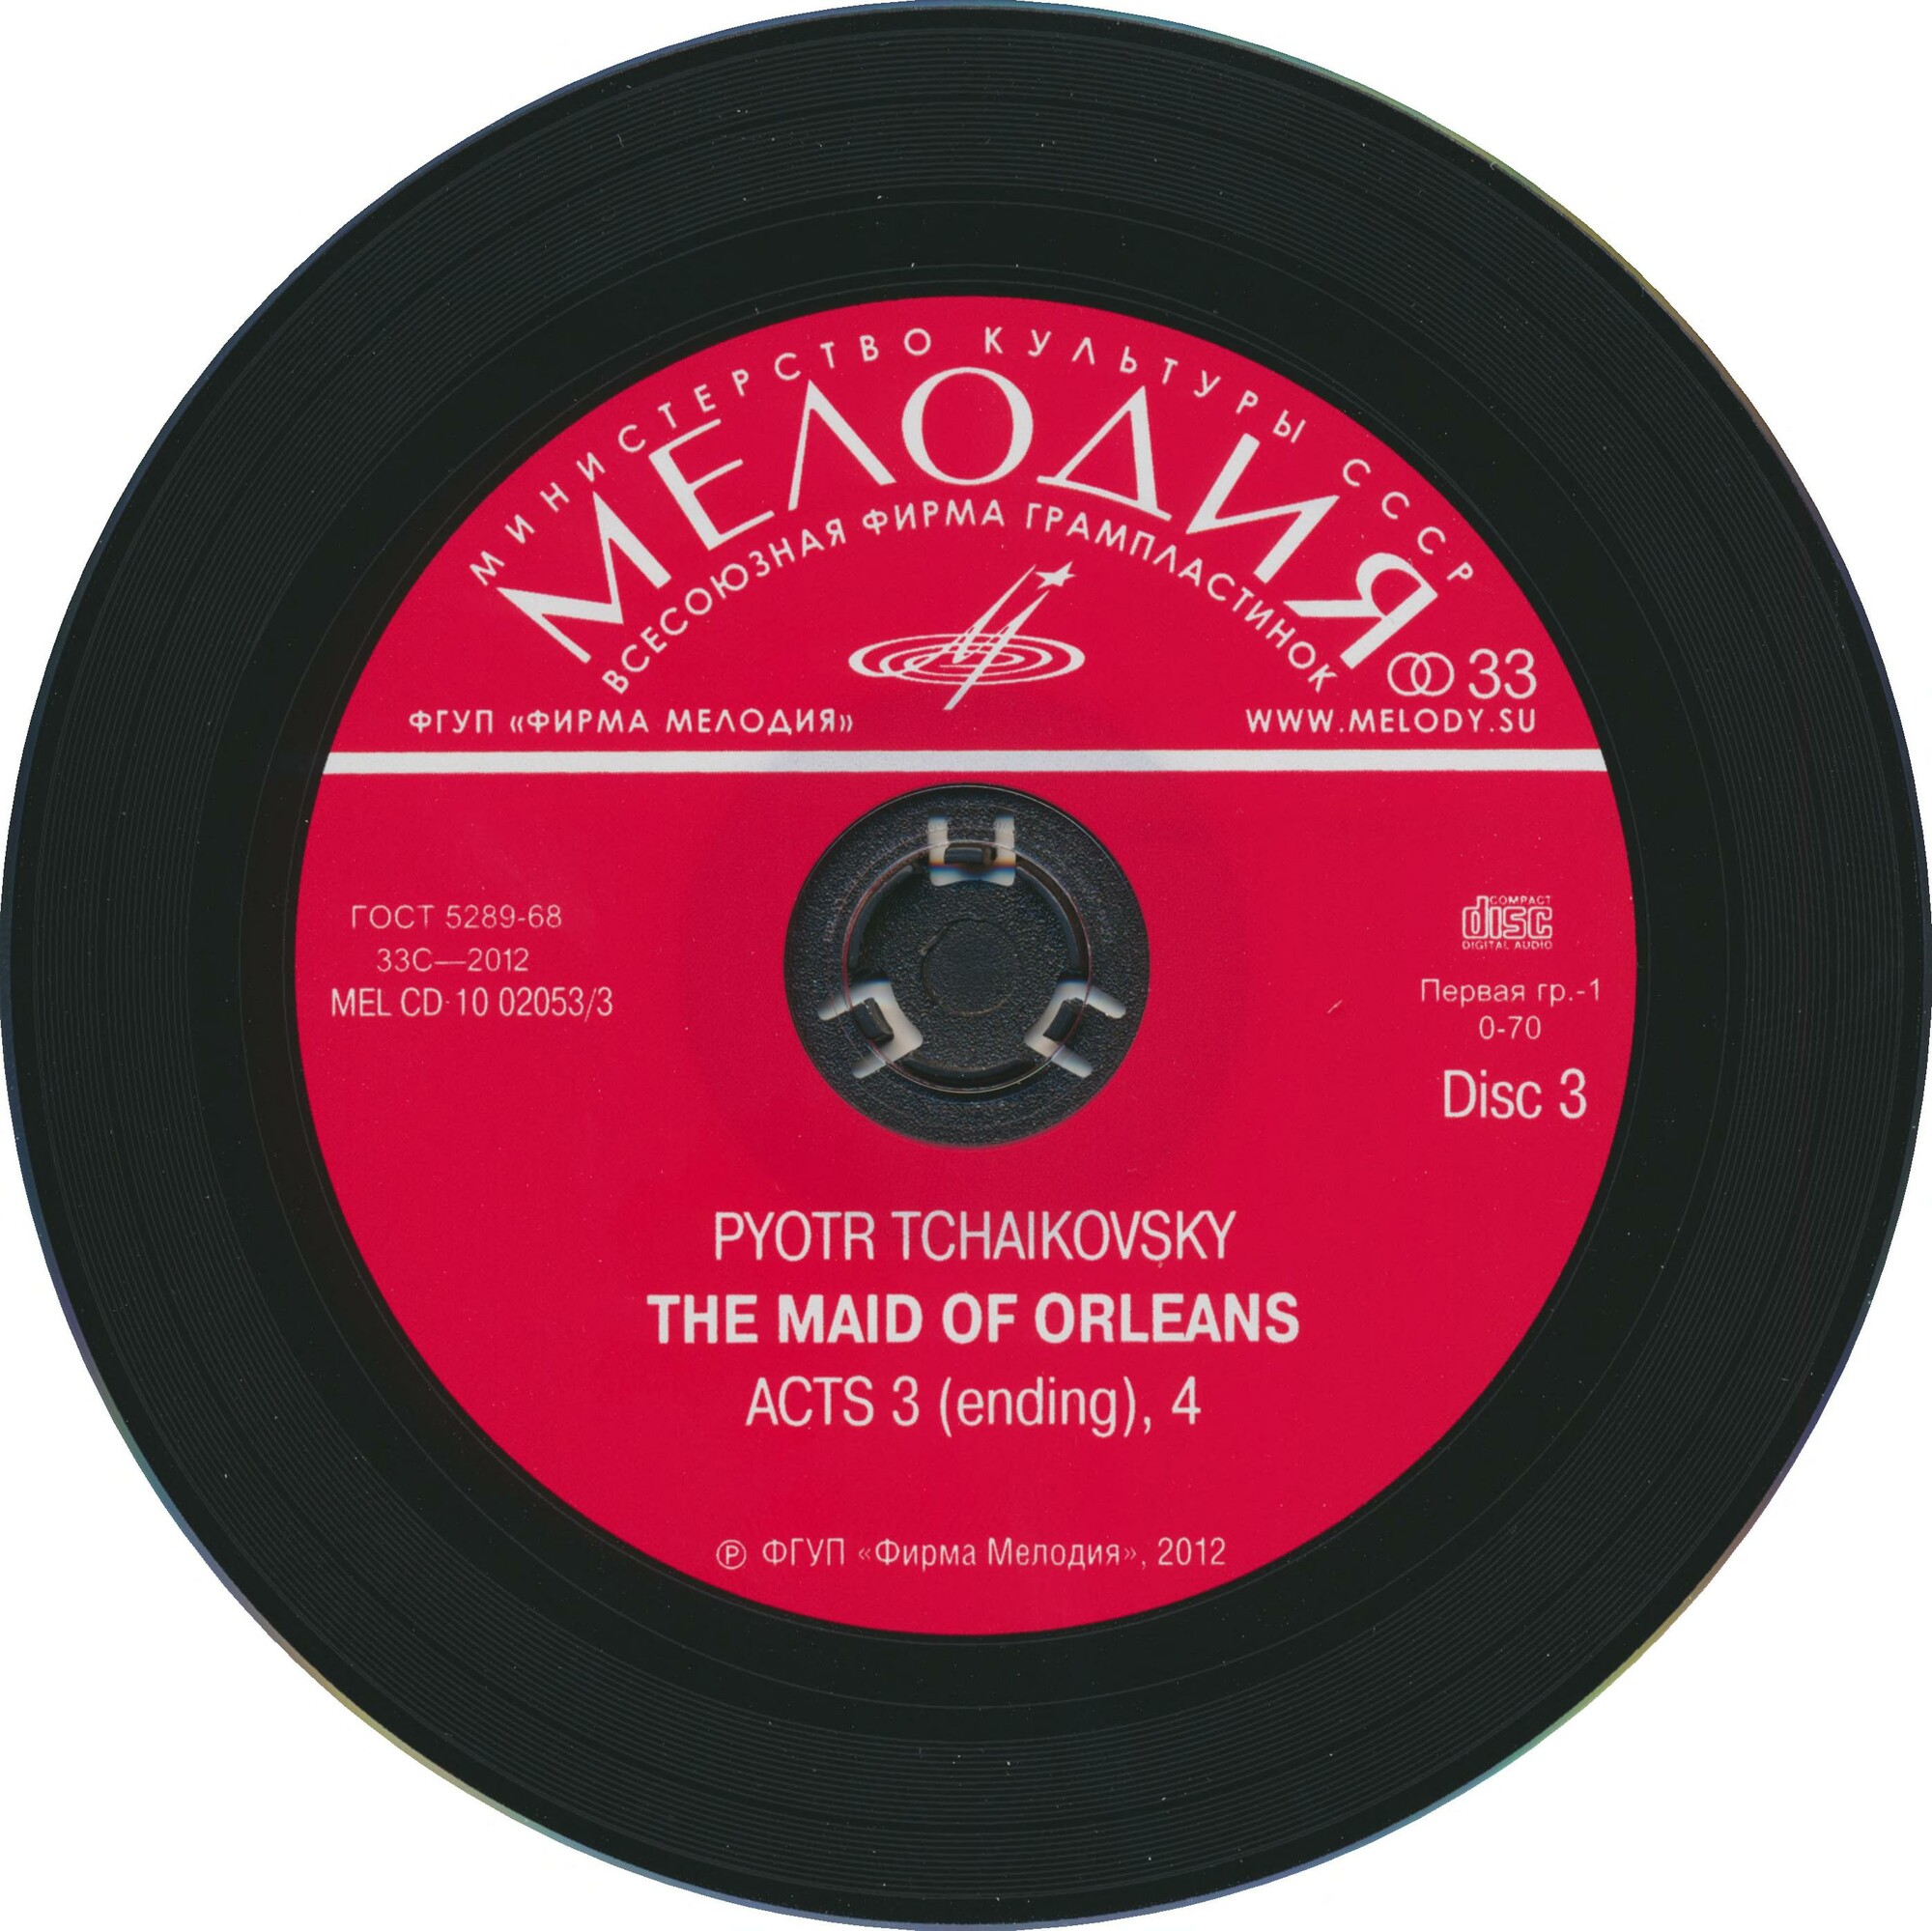 МИНИСТЕРСТВО КУЛЬТУРЫ СССР
МЕЛОДИЯ
ВСЕСОЮЗНАЯ ФИРМА ГРАМПЛАСТИНОК
33
ФГУП «ФИРМА МЕЛОДИЯ»
WWW.MELODY.SU
ГОСТ 5289-68
33С—2012
MEL CD 10 02053/3
COMPACT
disc
DIGITAL AUDIO
Первая гр.-1
0-70
Disc 3
PYOTR TCHAIKOVSKY
THE MAID OF ORLEANS
ACTS 3 (ending), 4
Ⓟ ФГУП «Фирма Мелодия», 2012